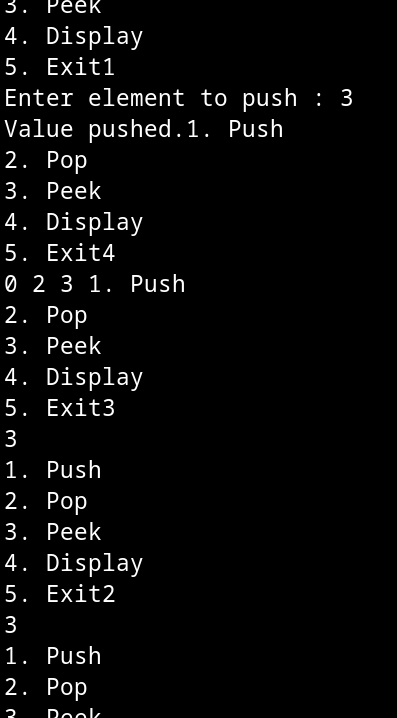 3. Peek
4. Display
5. Exit1
Enter element to push : 3
Value pushed.1. Push
2. Pop
3. Peek
4. Display
5. Exit4
0 2 3 1. Push
2. Pop
3. Peek
4. Display
5. Exit3
3
1. Push
2. Pop
3. Peek
4. Display
5. Exit2
3
1. Push
2. Pop
3. Peek